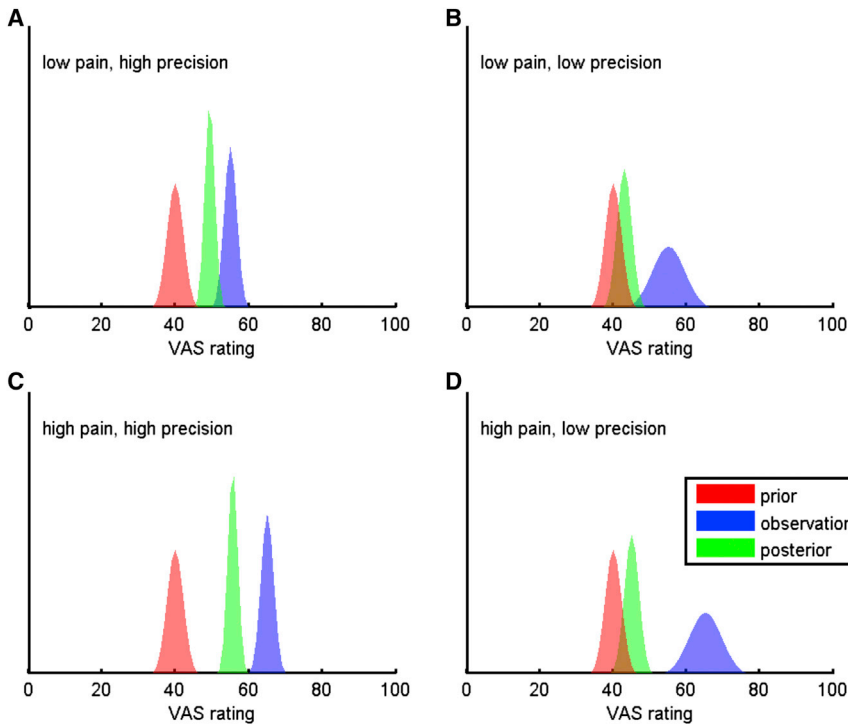 A
low pain, high precision
0 20 40 60 80 100
VAS rating
B
low pain, low precision
0 20 40 60 80 100
VAS rating
C
high pain, high precision
0 20 40 60 80 100
VAS rating
D
high pain, low precision
prior
observation
posterior
0 20 40 60 80 100
VAS rating